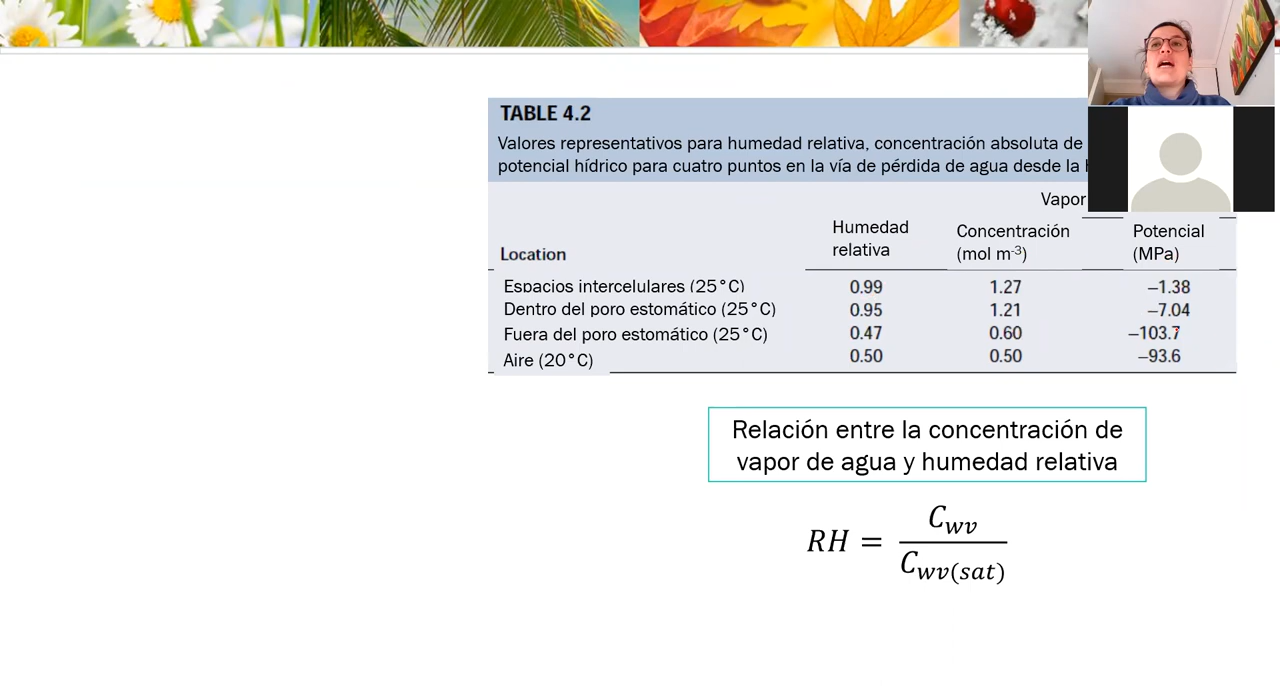 TABLE 4.2
Valores representativos para humedad relativa, concentración absoluta de
potencial hídrico para cuatro puntos en la vía de pérdida de agua desde la
Vapor
Location
Humedad relativa
Concentración (mol m⁻³)
Potencial (MPa)
Espacios intercelulares (25°C) 0.99 1.27 –1.38
Dentro del poro estomático (25°C) 0.95 1.21 –7.04
Fuera del poro estomático (25°C) 0.47 0.60 –103.7
Aire (20°C) 0.50 0.50 –93.6
Relación entre la concentración de
vapor de agua y humedad relativa
RH = C_wv / C_wv(sat)